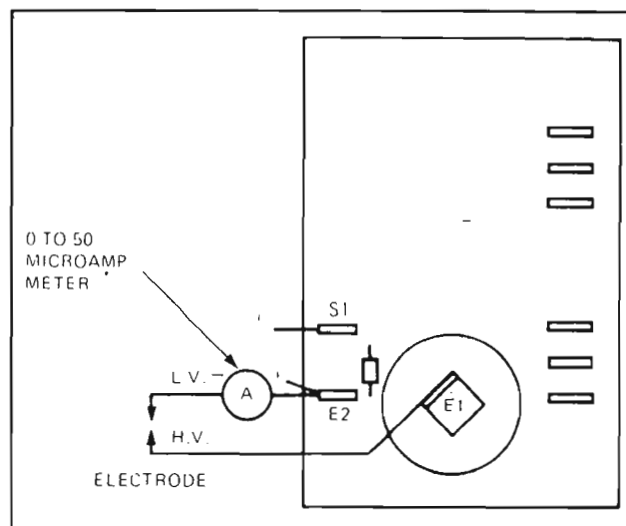 0 TO 50
MICROAMP
METER
S1
L.V.
A
E2
E1
H.V.
ELECTRODE